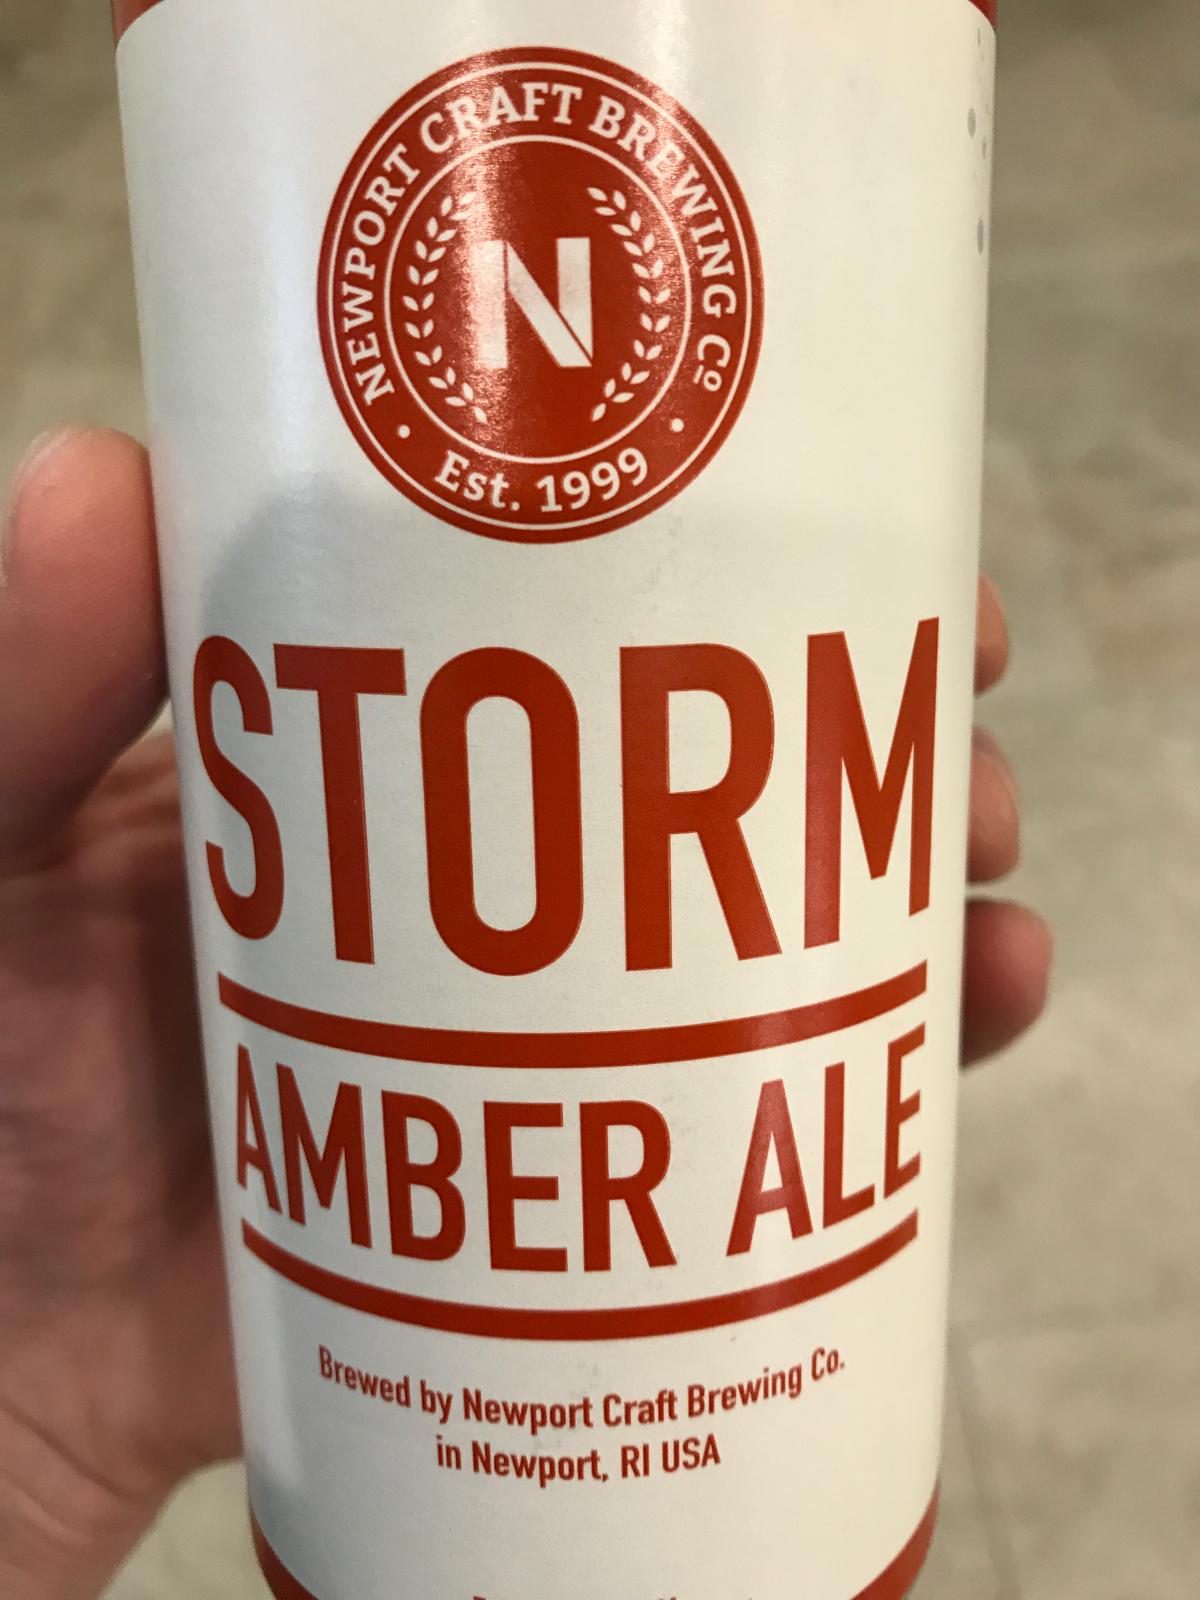 NEWPORT CRAFT BREWING Co
N
Est. 1999
STORM
AMBER ALE
Brewed by Newport Craft Brewing Co.
in Newport, RI USA